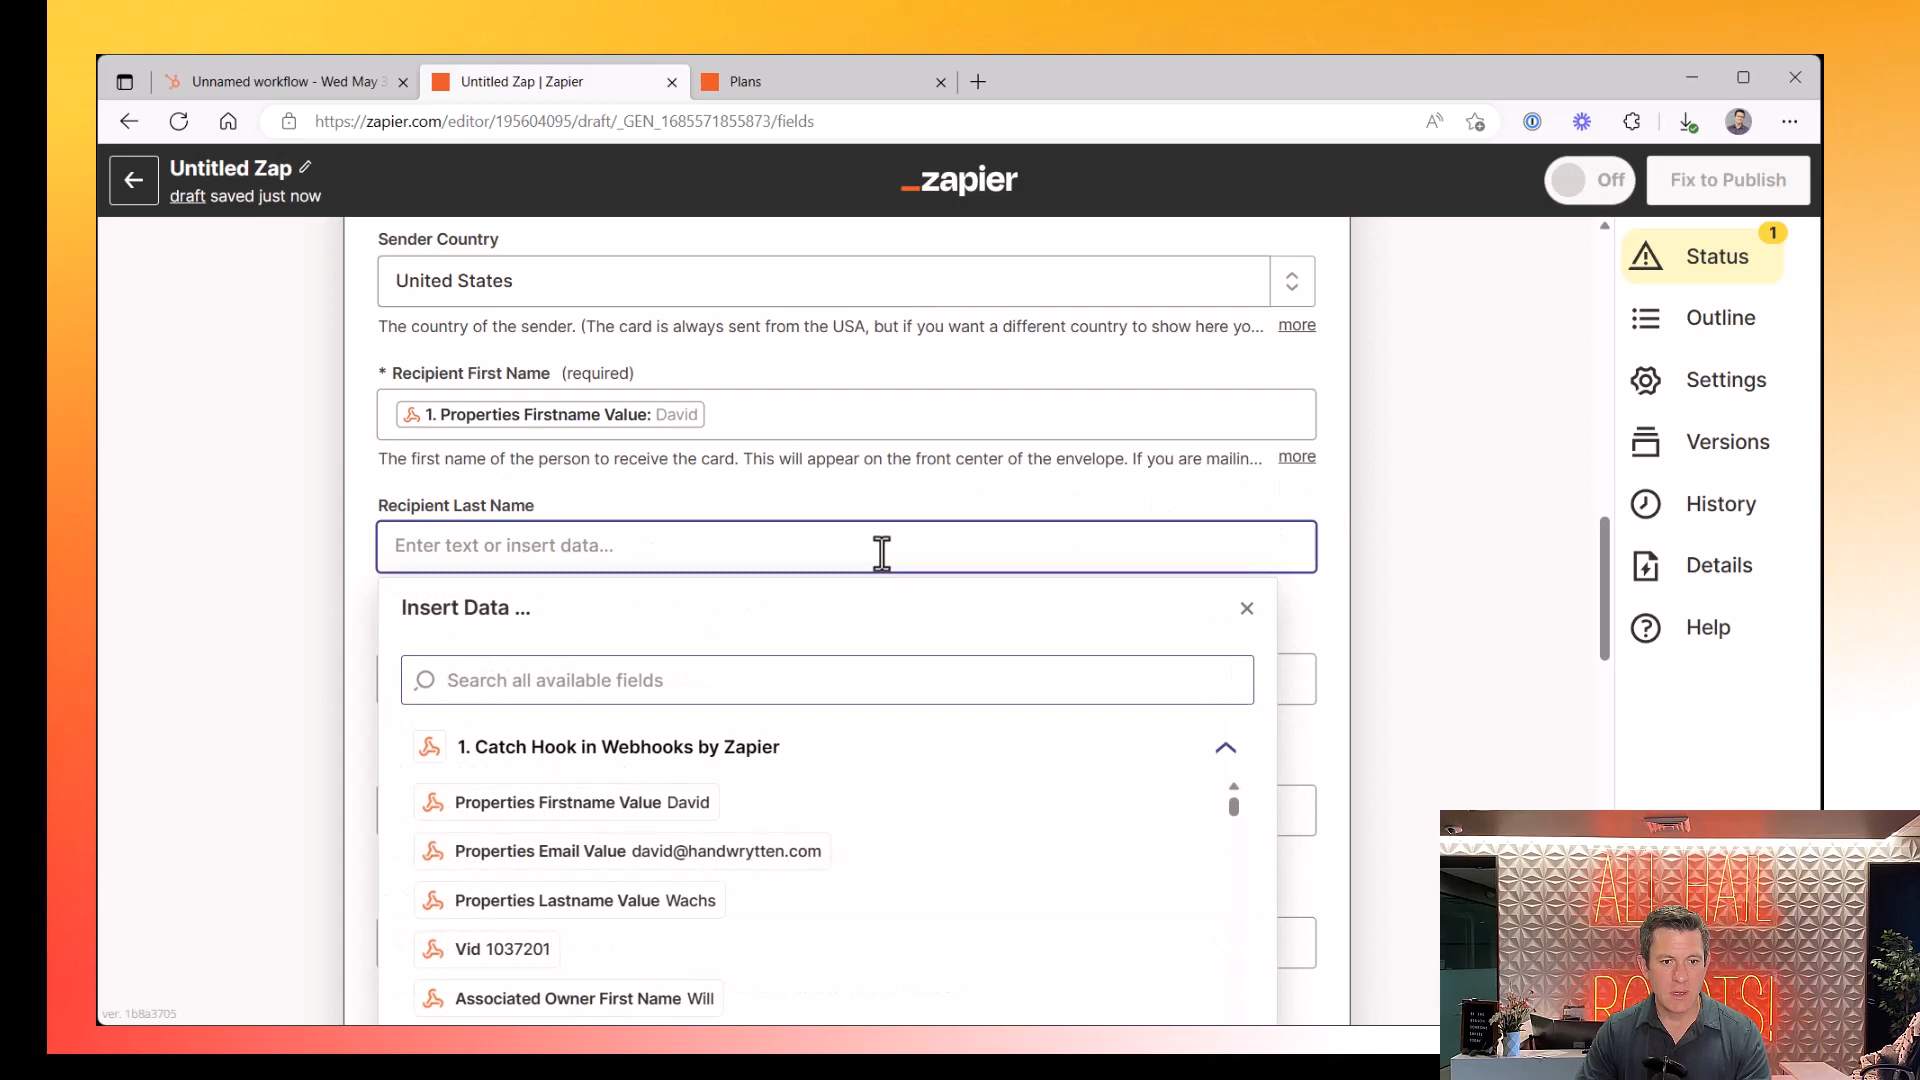 Unnamed workflow - Wed May 3
Untitled Zap | Zapier
Plans
https://zapier.com/editor/195604095/draft/_GEN_1685571855873/fields
Untitled Zap
draft saved just now
zapier
Off
Fix to Publish
Sender Country
United States
The country of the sender. (The card is always sent from the USA, but if you want a different country to show here yo... more
* Recipient First Name (required)
1. Properties Firstname Value: David
The first name of the person to receive the card. This will appear on the front center of the envelope. If you are mailin... more
Recipient Last Name
Enter text or insert data...
Insert Data ...
Search all available fields
1. Catch Hook in Webhooks by Zapier
Properties Firstname Value David
Properties Email Value david@handwrytten.com
Properties Lastname Value Wachs
Vid 1037201
Associated Owner First Name Will
1
Status
Outline
Settings
Versions
History
Details
Help
ver. 1b8a3705
ALL HAIL